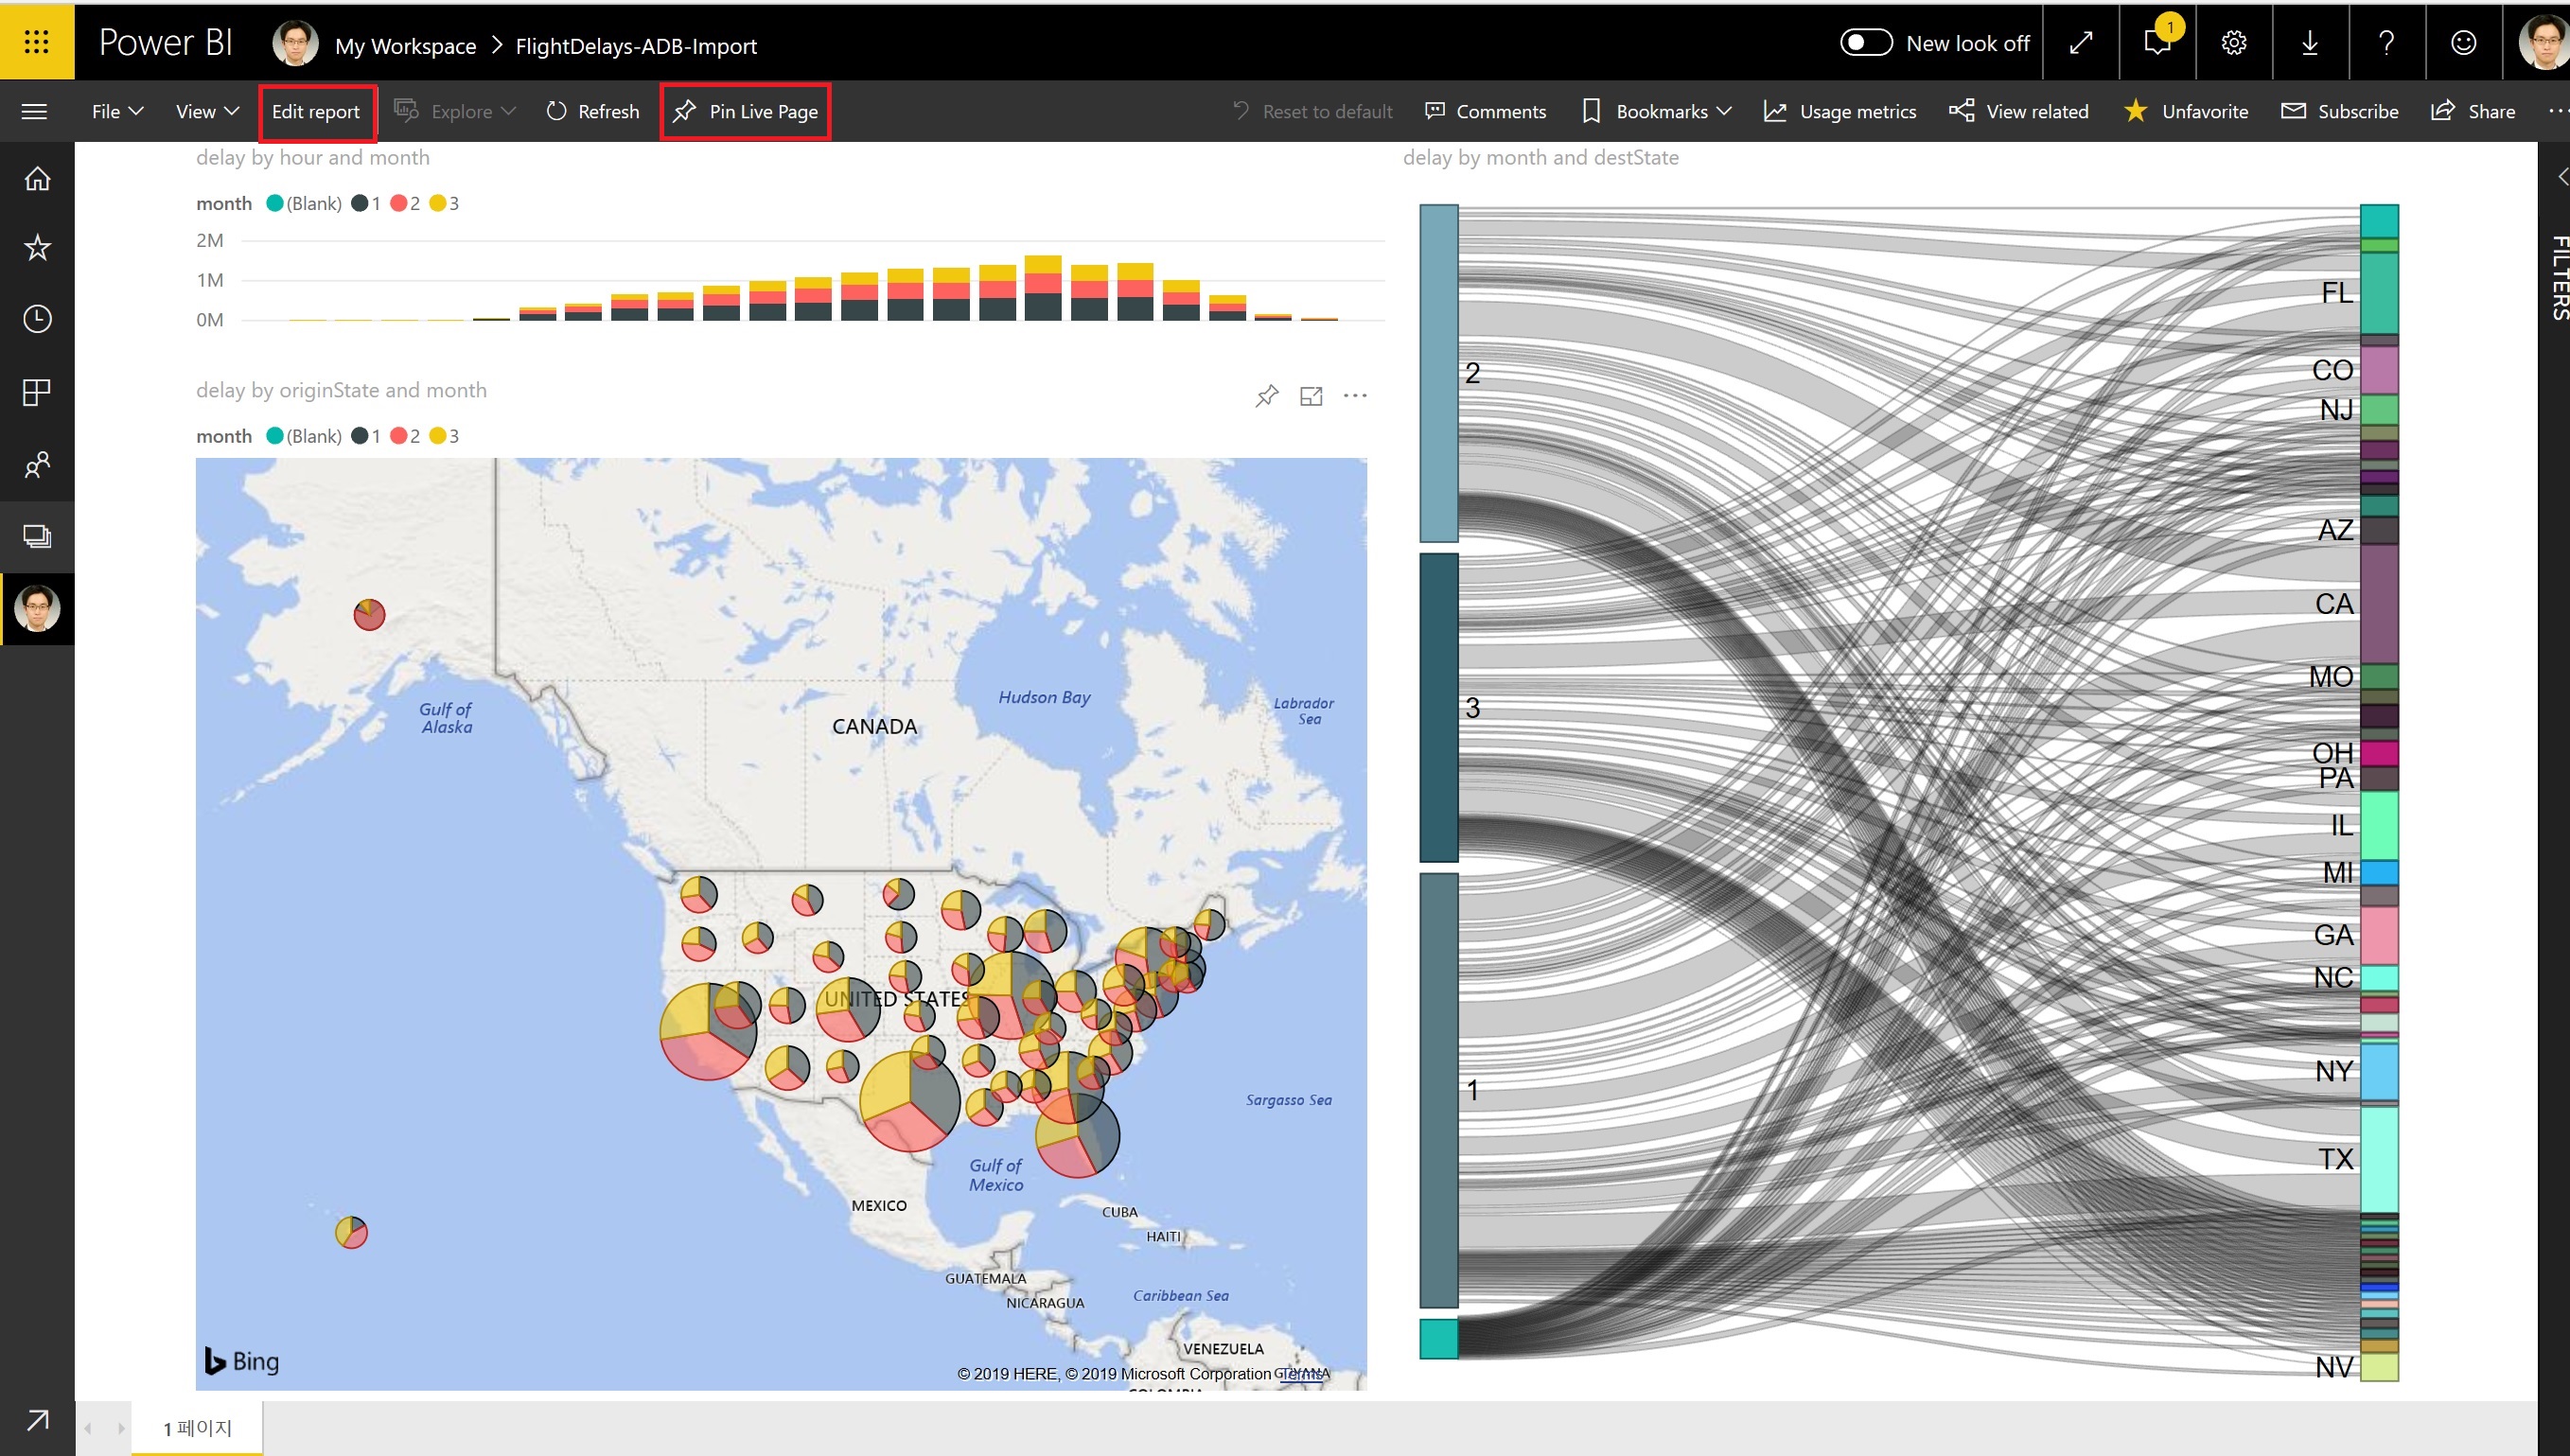 Power BI My Workspace > FlightDelays-ADB-Import New look off 1
File View Edit report Explore Refresh Pin Live Page Reset to default Comments Bookmarks Usage metrics View related Unfavorite Subscribe Share
FILTERS
delay by hour and month
month (Blank) 1 2 3
2M
1M
0M
delay by originState and month
month (Blank) 1 2 3
Gulf of
Alaska
CANADA
Hudson Bay
Labrador
Sea
UNITED STATES
Sargasso Sea
Gulf of
Mexico
MEXICO
CUBA
HAITI
GUATEMALA
NICARAGUA
Caribbean Sea
VENEZUELA
Bing
© 2019 HERE, © 2019 Microsoft Corporation Terms
delay by month and destState
2
3
1
FL
CO
NJ
AZ
CA
MO
OH
PA
IL
MI
GA
NC
NY
TX
NV
1 페이지